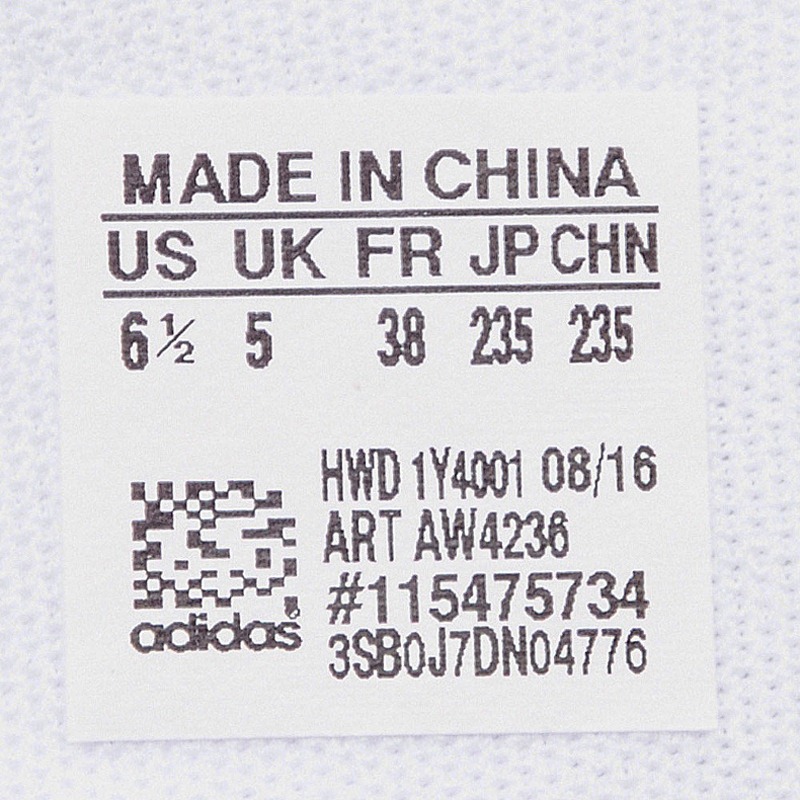 MADE IN CHINA
US UK FR JP CHN
6½ 5 38 235 235
HWD 1Y4001 08/16
ART AW4236
#115475734
adidas®
3SB0J7DN04776